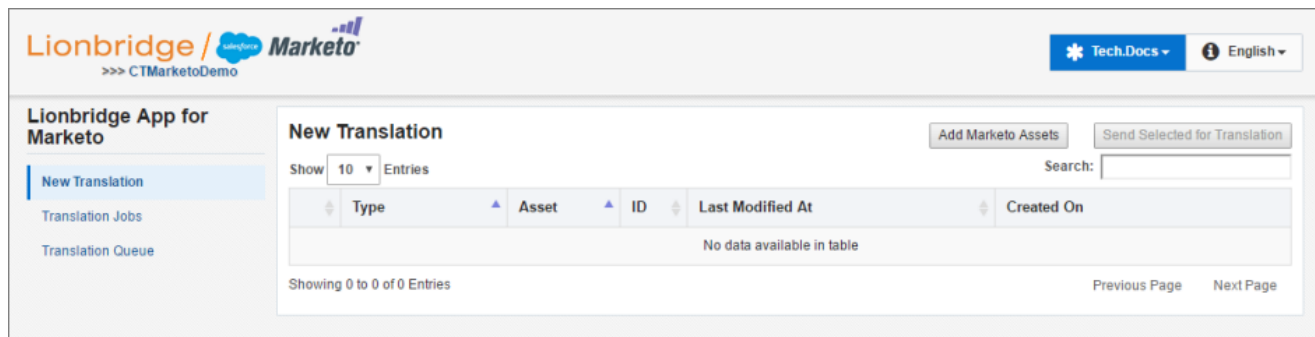 Lionbridge / salesforce Marketo
>>> CTMarketoDemo
Tech.Docs
English
Lionbridge App for
Marketo
New Translation
Translation Jobs
Translation Queue
New Translation
Add Marketo Assets
Send Selected for Translation
Show 10 Entries
Search:
Type Asset ID Last Modified At Created On
No data available in table
Showing 0 to 0 of 0 Entries
Previous Page Next Page